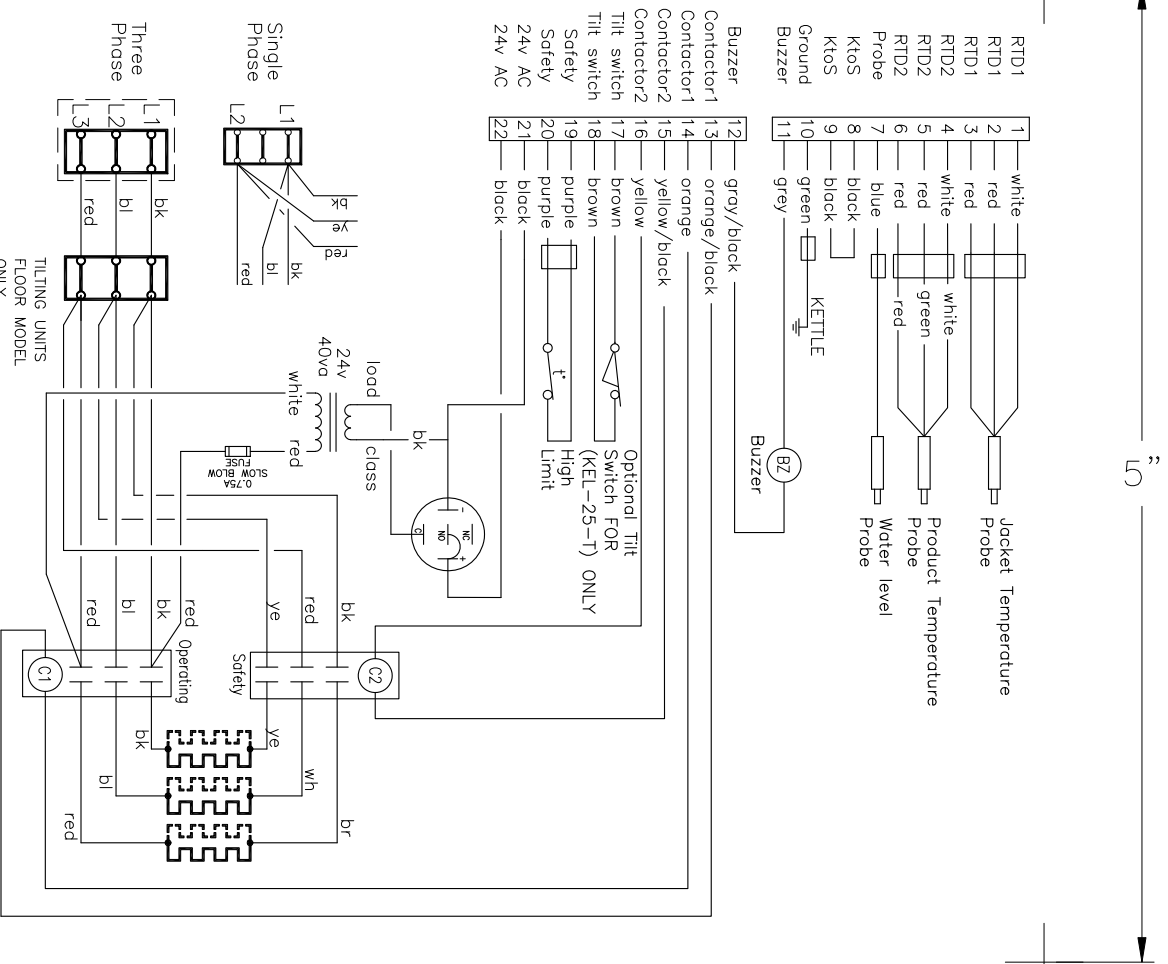 5"
RTD1
RTD1
RTD1
RTD2
RTD2
RTD2
Probe
KtoS
KtoS
Ground
Buzzer
1
2
3
4
5
6
7
8
9
10
11
white
red
red
white
red
red
blue
black
black
green
grey
white
green
red
KETTLE
Jacket Temperature
Probe
Product Temperature
Probe
Water level
Probe
BZ
Buzzer
Buzzer
Contactor1
Contactor1
Contactor2
Contactor2
Tilt switch
Tilt switch
Safety
Safety
24v AC
24v AC
12
13
14
15
16
17
18
19
20
21
22
gray/black
orange/black
orange
yellow/black
yellow
brown
brown
purple
purple
black
black
Optional Tilt
Switch FOR
(KEL-25-T) ONLY
t°
High
Limit
bk
-
NC
NO
+
C
load
class
24v
40va
white
red
0.75A
SLOW BLOW
FUSE
Single
Phase
L1
L2
bk
ye
red
bk
bl
red
Three
Phase
L1
L2
L3
bk
bl
red
TILTING UNITS
FLOOR MODEL
ONLY
bk
red
ye
C2
Safety
red
bk
bl
red
Operating
C1
ye
wh
br
bk
bl
red